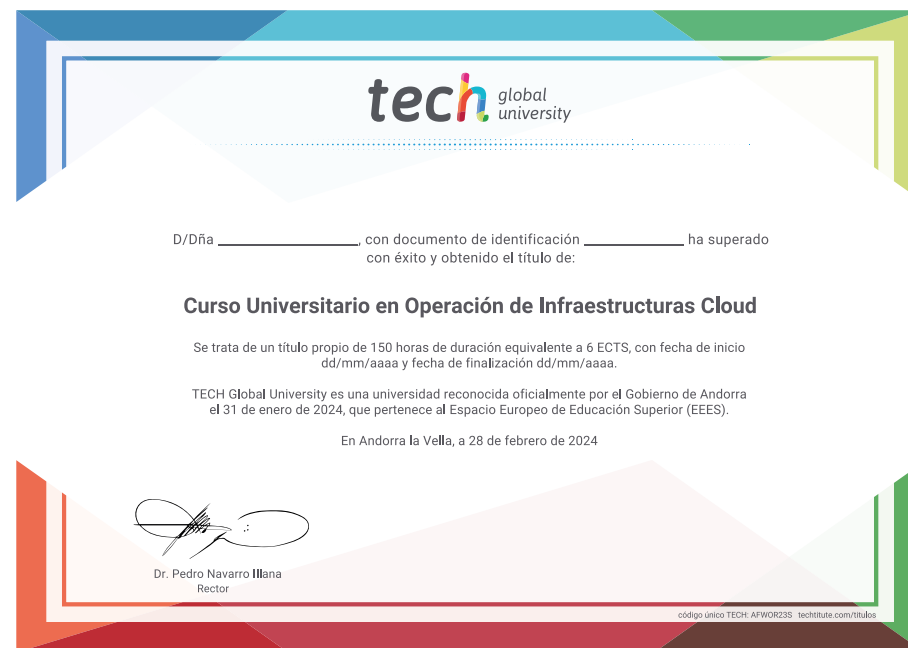 tech global university
D/Dña ______________, con documento de identificación __________ ha superado
con éxito y obtenido el título de:
Curso Universitario en Operación de Infraestructuras Cloud
Se trata de un título propio de 150 horas de duración equivalente a 6 ECTS, con fecha de inicio
dd/mm/aaaa y fecha de finalización dd/mm/aaaa.
TECH Global University es una universidad reconocida oficialmente por el Gobierno de Andorra
el 31 de enero de 2024, que pertenece al Espacio Europeo de Educación Superior (EEES).
En Andorra la Vella, a 28 de febrero de 2024
Dr. Pedro Navarro Illana
Rector
código único TECH: AFWOR23S techtitute.com/titulos